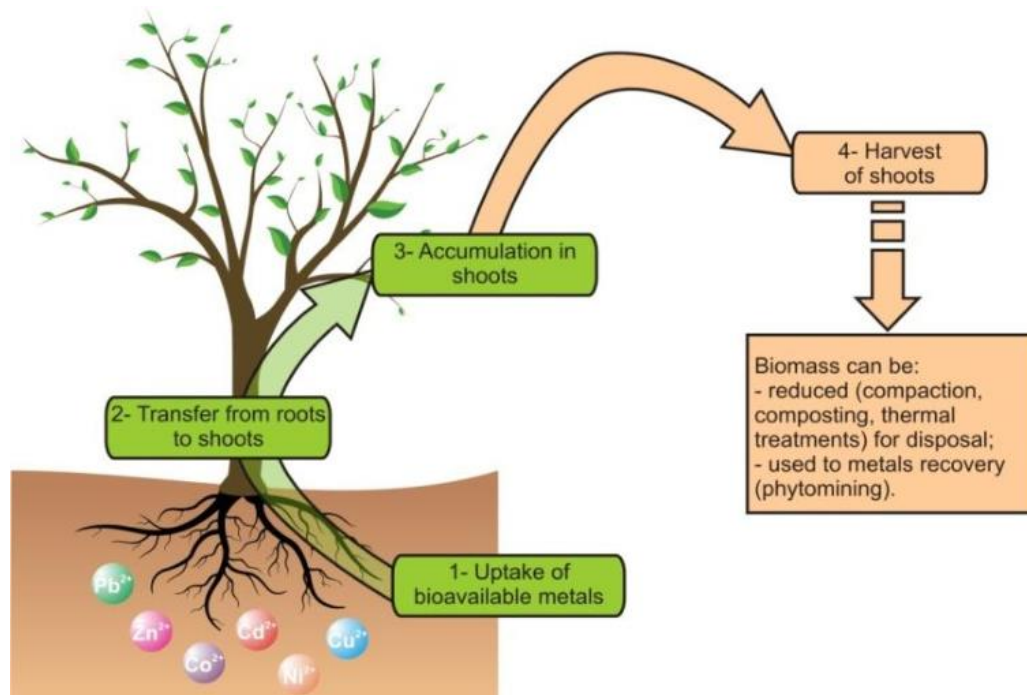 4- Harvest
of shoots
3- Accumulation in
shoots
Biomass can be:
- reduced (compaction,
composting, thermal
treatments) for disposal;
- used to metals recovery
(phytomining).
2- Transfer from roots
to shoots
1- Uptake of
bioavailable metals
Pb²⁺
Zn²⁺
Cd²⁺
Cu²⁺
Co²⁺
Ni²⁺